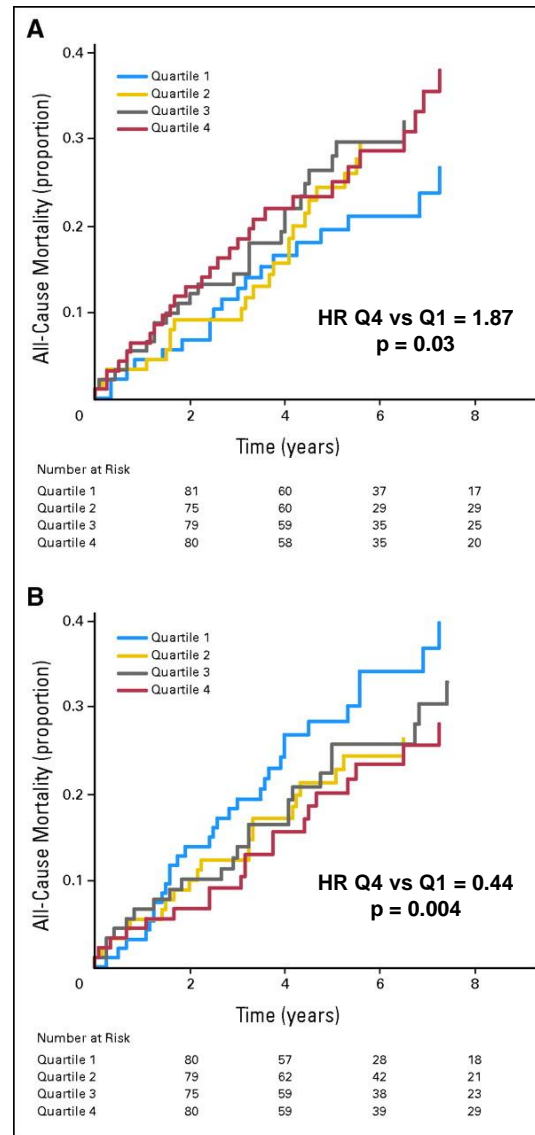 A
0.4
Quartile 1
Quartile 2
Quartile 3
Quartile 4
0.3
0.2
0.1
All-Cause Mortality (proportion)
HR Q4 vs Q1 = 1.87
p = 0.03
0 2 4 6 8
Time (years)
Number at Risk
Quartile 1 81 60 37 17
Quartile 2 75 60 29 29
Quartile 3 79 59 35 25
Quartile 4 80 58 35 20
B
0.4
Quartile 1
Quartile 2
Quartile 3
Quartile 4
0.3
0.2
0.1
All-Cause Mortality (proportion)
HR Q4 vs Q1 = 0.44
p = 0.004
0 2 4 6 8
Time (years)
Number at Risk
Quartile 1 80 57 28 18
Quartile 2 79 62 42 21
Quartile 3 75 59 38 23
Quartile 4 80 59 39 29